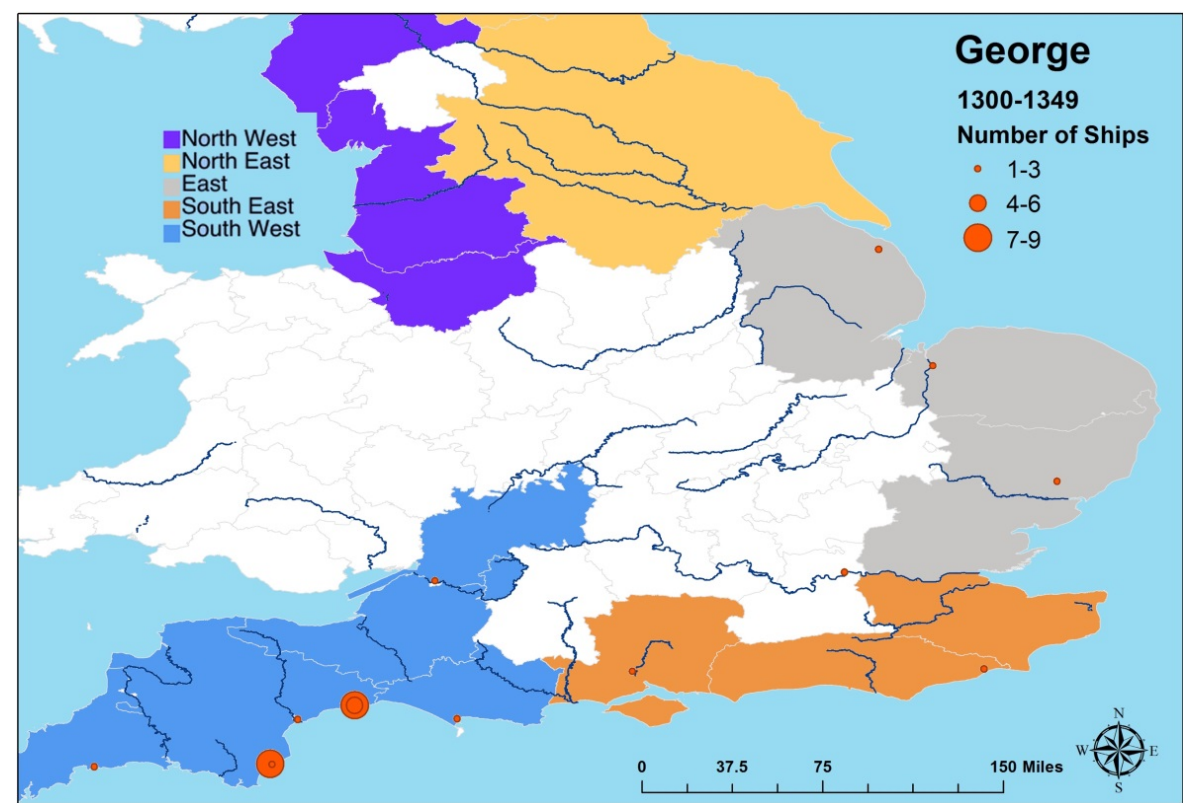 George
1300-1349
Number of Ships
1-3
4-6
7-9
North West
North East
East
South East
South West
N
W E
S
0 37.5 75 150 Miles